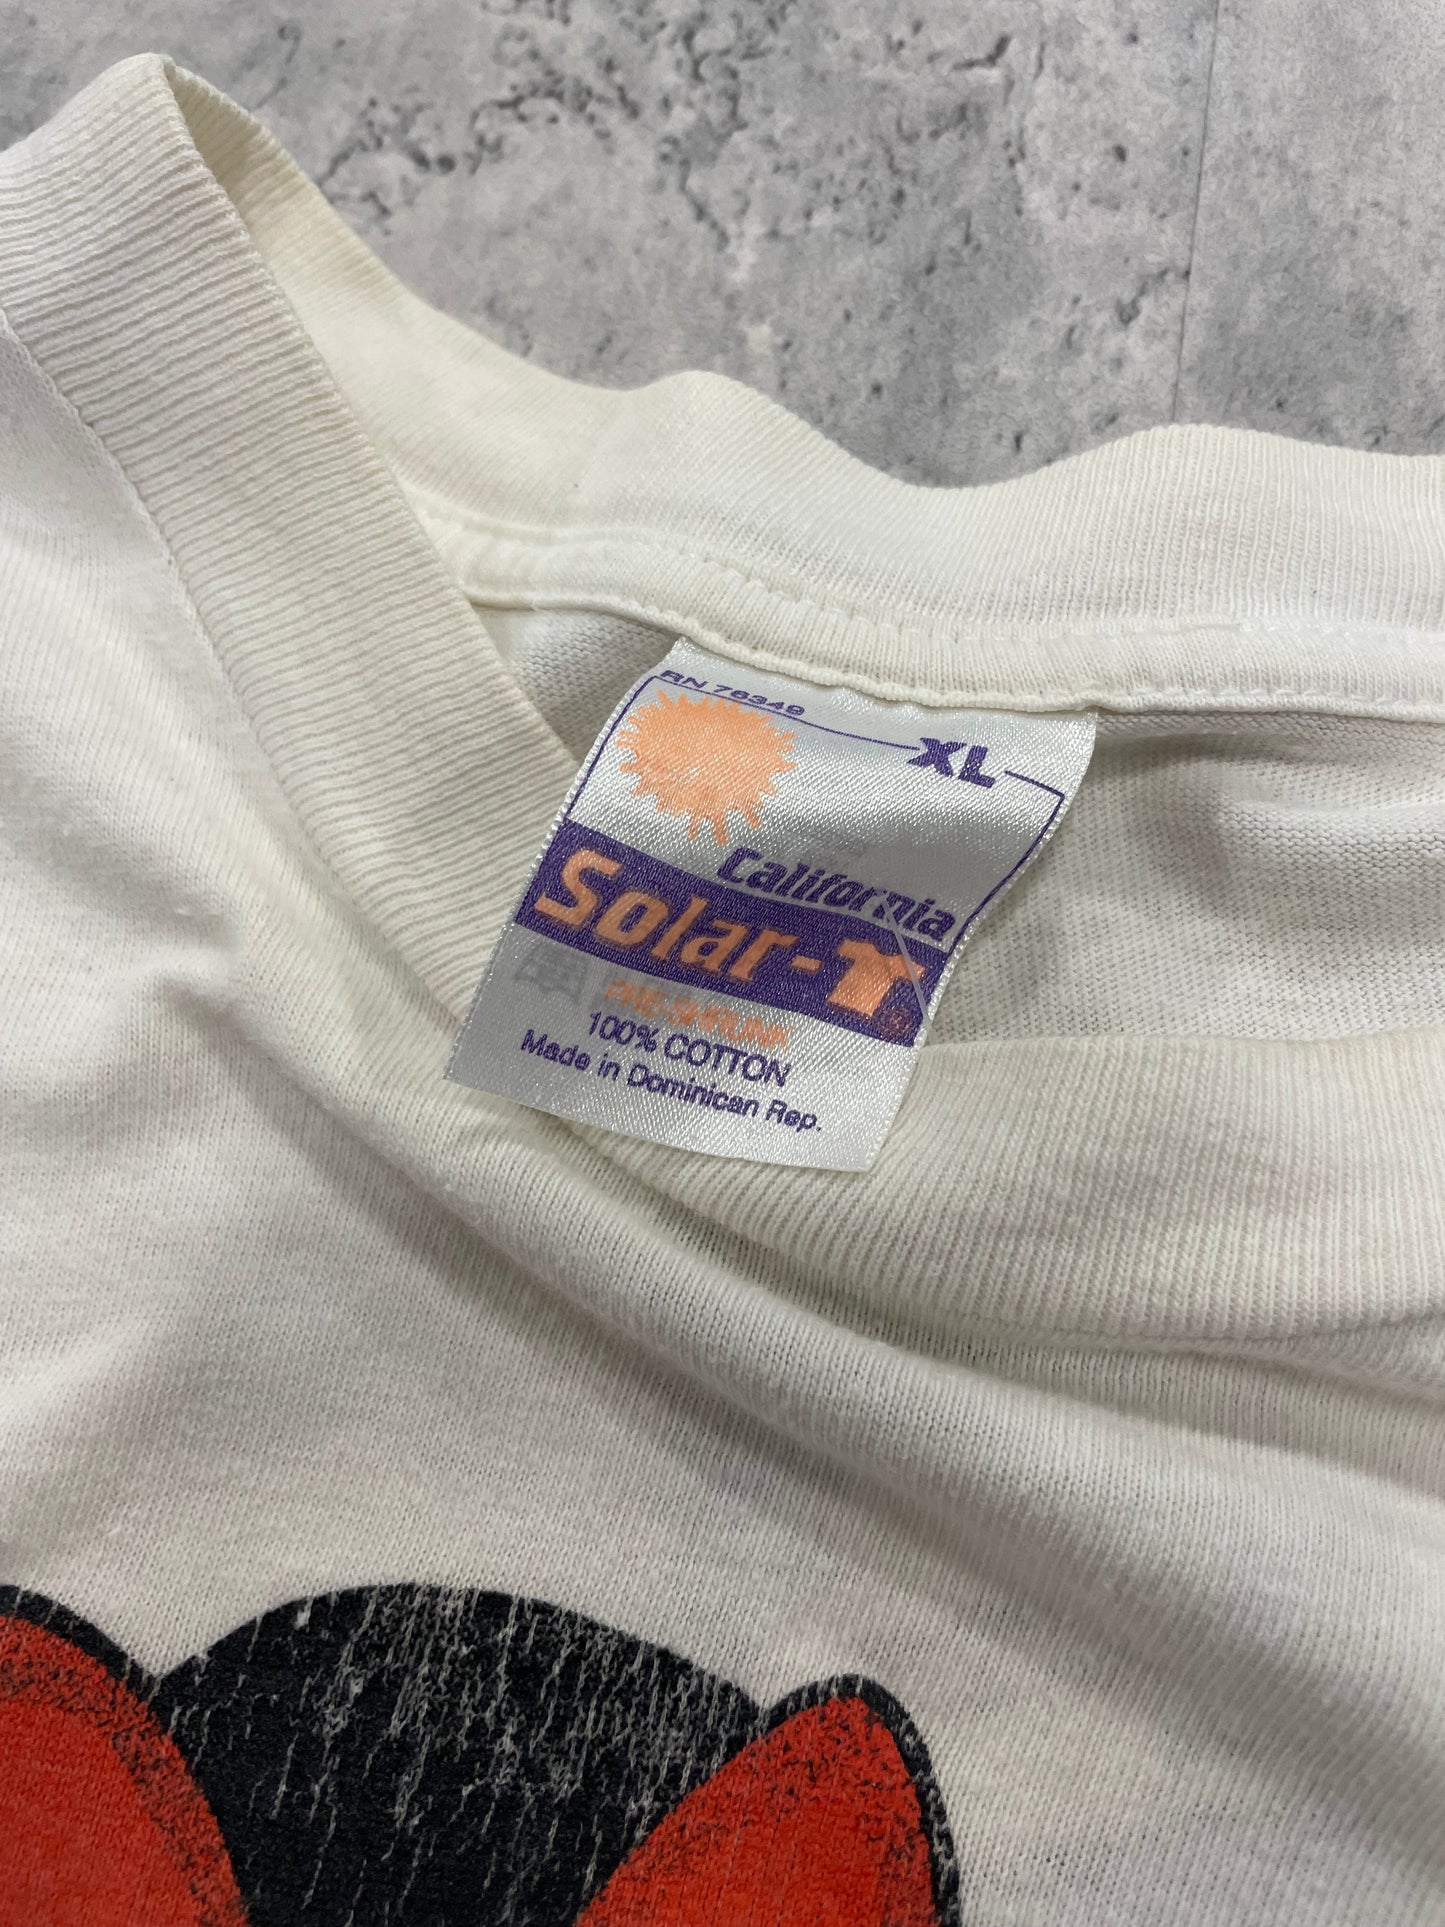 RN 76349
XL
California
Solar-T
PRE-SHRUNK
100% COTTON
Made in Dominican Rep.